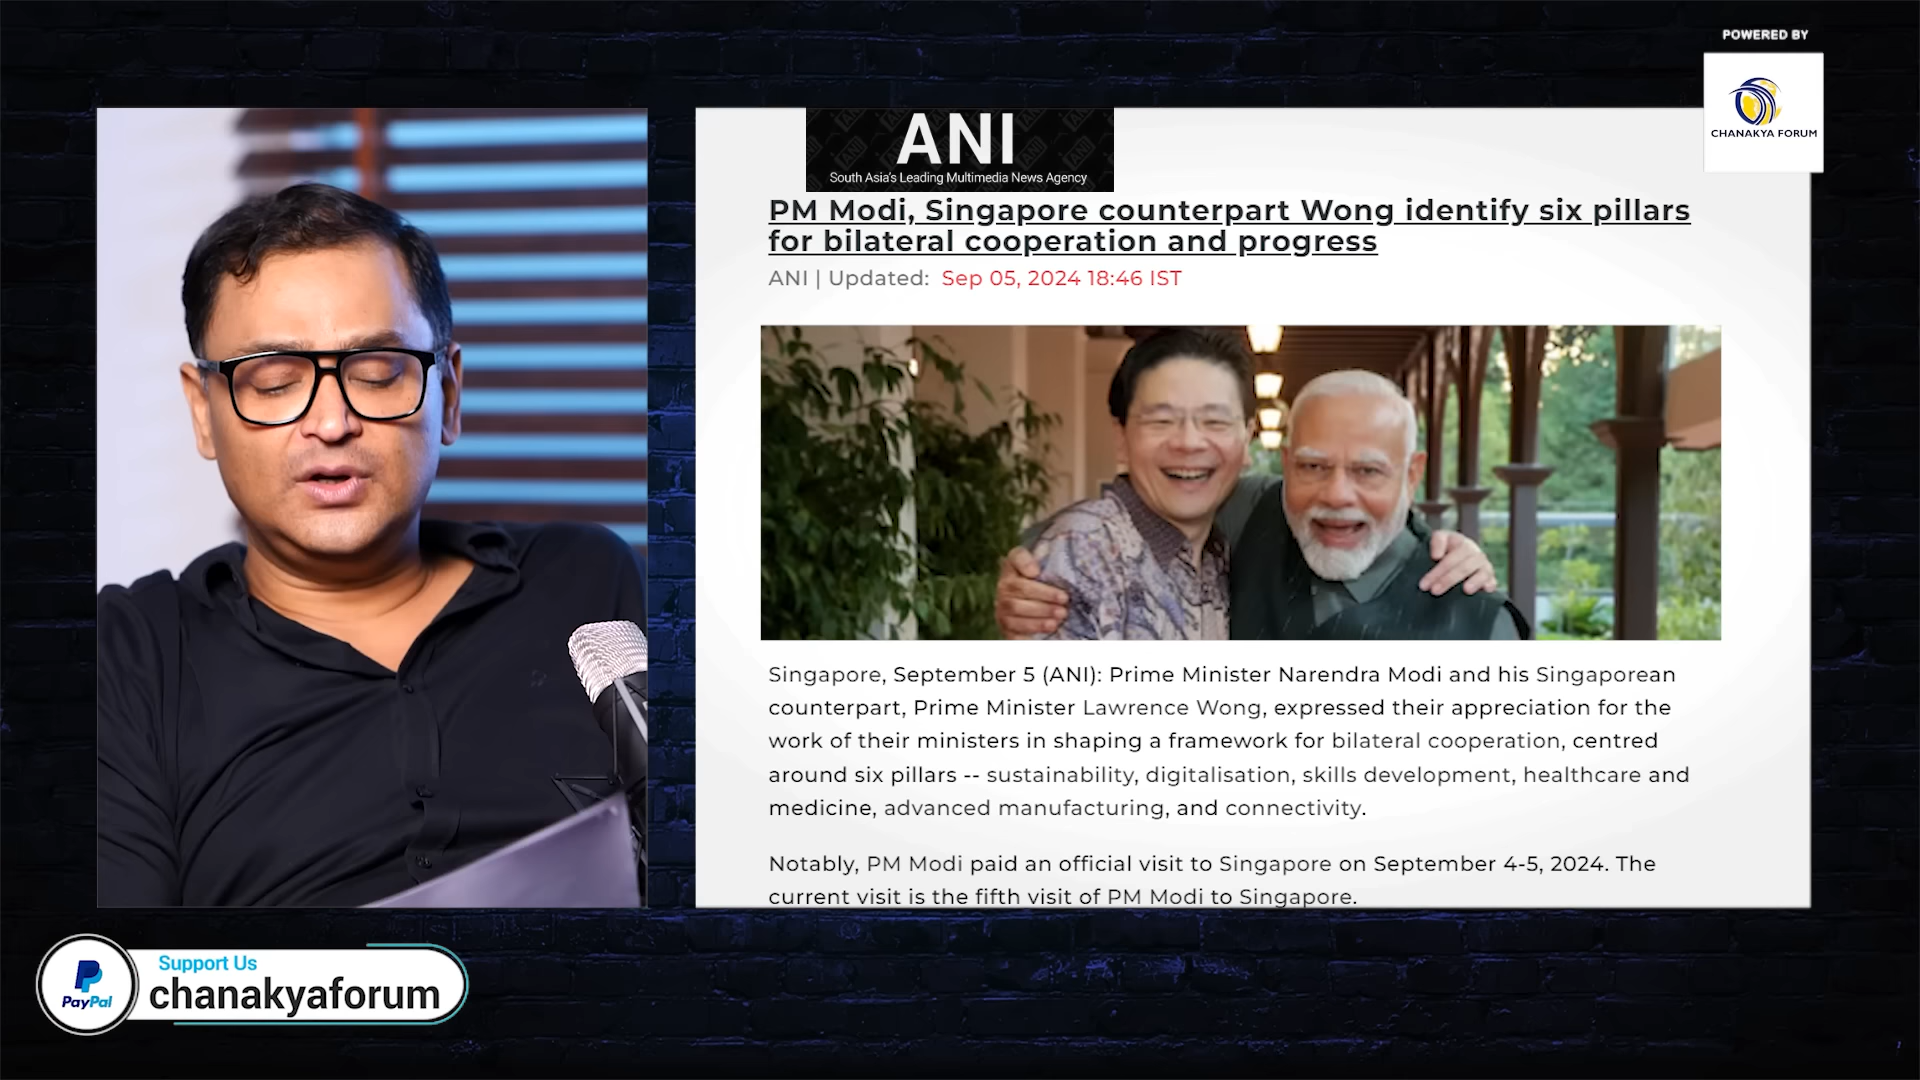 POWERED BY
CHANAKYA FORUM
ANI
South Asia's Leading Multimedia News Agency
PM Modi, Singapore counterpart Wong identify six pillars
for bilateral cooperation and progress
ANI | Updated: Sep 05, 2024 18:46 IST
Singapore, September 5 (ANI): Prime Minister Narendra Modi and his Singaporean
counterpart, Prime Minister Lawrence Wong, expressed their appreciation for the
work of their ministers in shaping a framework for bilateral cooperation, centred
around six pillars -- sustainability, digitalisation, skills development, healthcare and
medicine, advanced manufacturing, and connectivity.
Notably, PM Modi paid an official visit to Singapore on September 4-5, 2024. The
current visit is the fifth visit of PM Modi to Singapore.
Support Us
PayPal
chanakyaforum